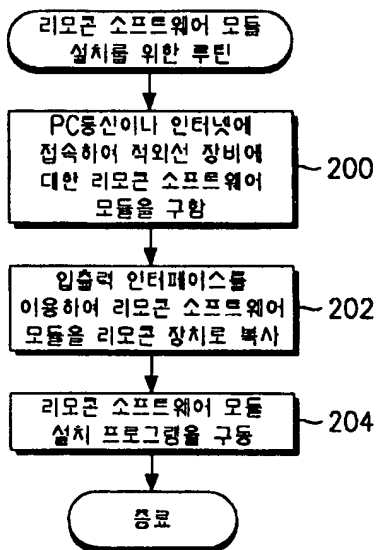 리모콘 소프트웨어 모듈
설치를 위한 루틴
PC통신이나 인터넷에
접속하여 적외선 장비에
대한 리모콘 소프트웨어
모듈을 구함
200
입출력 인터페이스를
이용하여 리모콘 소프트웨어
모듈을 리모콘 장치로 복사
202
리모콘 소프트웨어 모듈
설치 프로그램을 구동
204
종료